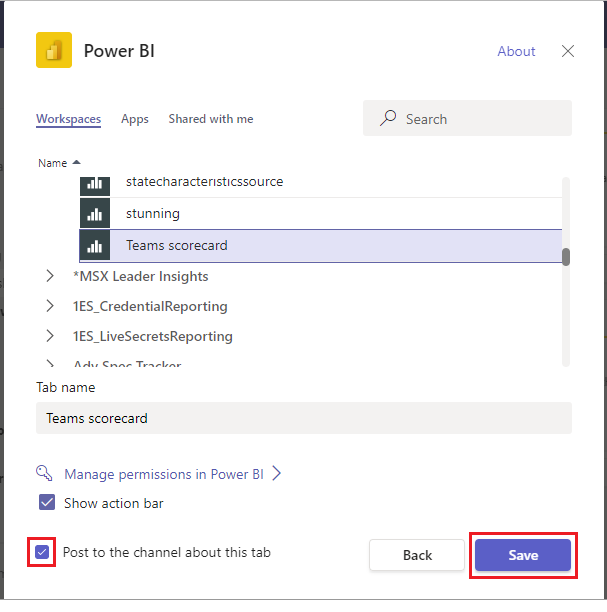 Power BI
About
Workspaces Apps Shared with me
Search
Name
statecharacteristicssource
stunning
Teams scorecard
*MSX Leader Insights
1ES_CredentialReporting
1ES_LiveSecretsReporting
Adv Spec Tracker
Tab name
Teams scorecard
Manage permissions in Power BI
Show action bar
Post to the channel about this tab
Back
Save